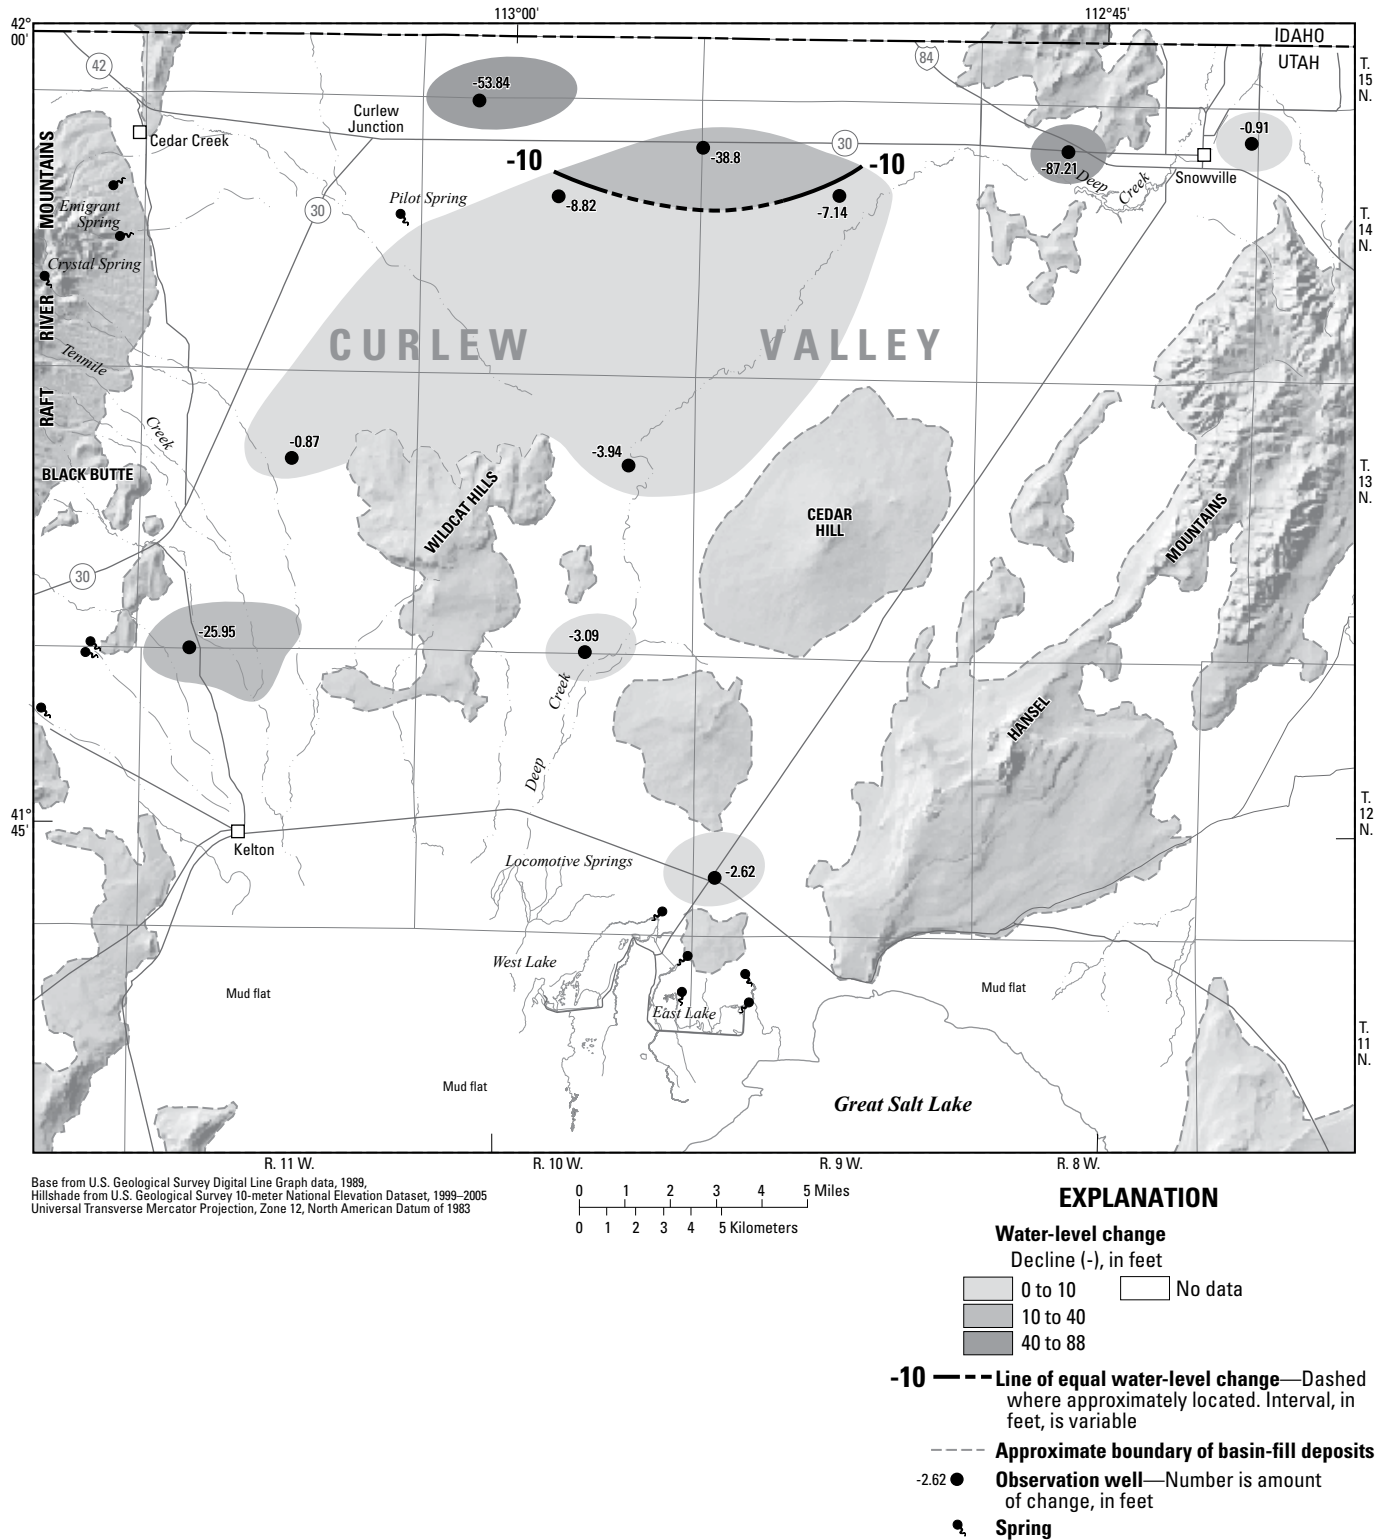 42°
00'
113°00'
112°45'
IDAHO
UTAH
T.
15
N.
42
84
-53.84
Curlew
Junction
Cedar Creek
-0.91
30
-38.8
-10
-10
-87.21
Snowville
Deep
Creek
MOUNTAINS
Emigrant
Spring
Pilot Spring
30
-8.82
-7.14
T.
14
N.
Crystal Spring
RIVER
CURLEW
VALLEY
Tenmile
Creek
RAFT
-0.87
-3.94
BLACK BUTTE
WILDCAT HILLS
CEDAR
HILL
MOUNTAINS
T.
13
N.
30
-25.95
-3.09
Creek
Deep
HANSEL
41°
45'
T.
12
N.
Kelton
Locomotive Springs
-2.62
West Lake
East Lake
Mud flat
Mud flat
Mud flat
T.
11
N.
Great Salt Lake
R. 11 W.
R. 10 W.
R. 9 W.
R. 8 W.
Base from U.S. Geological Survey Digital Line Graph data, 1989,
Hillshade from U.S. Geological Survey 10-meter National Elevation Dataset, 1999–2005
Universal Transverse Mercator Projection, Zone 12, North American Datum of 1983
0 1 2 3 4 5 Miles
0 1 2 3 4 5 Kilometers
EXPLANATION
Water-level change
Decline (-), in feet
0 to 10
No data
10 to 40
40 to 88
-10 Line of equal water-level change—Dashed
where approximately located. Interval, in
feet, is variable
Approximate boundary of basin-fill deposits
-2.62 Observation well—Number is amount
of change, in feet
Spring